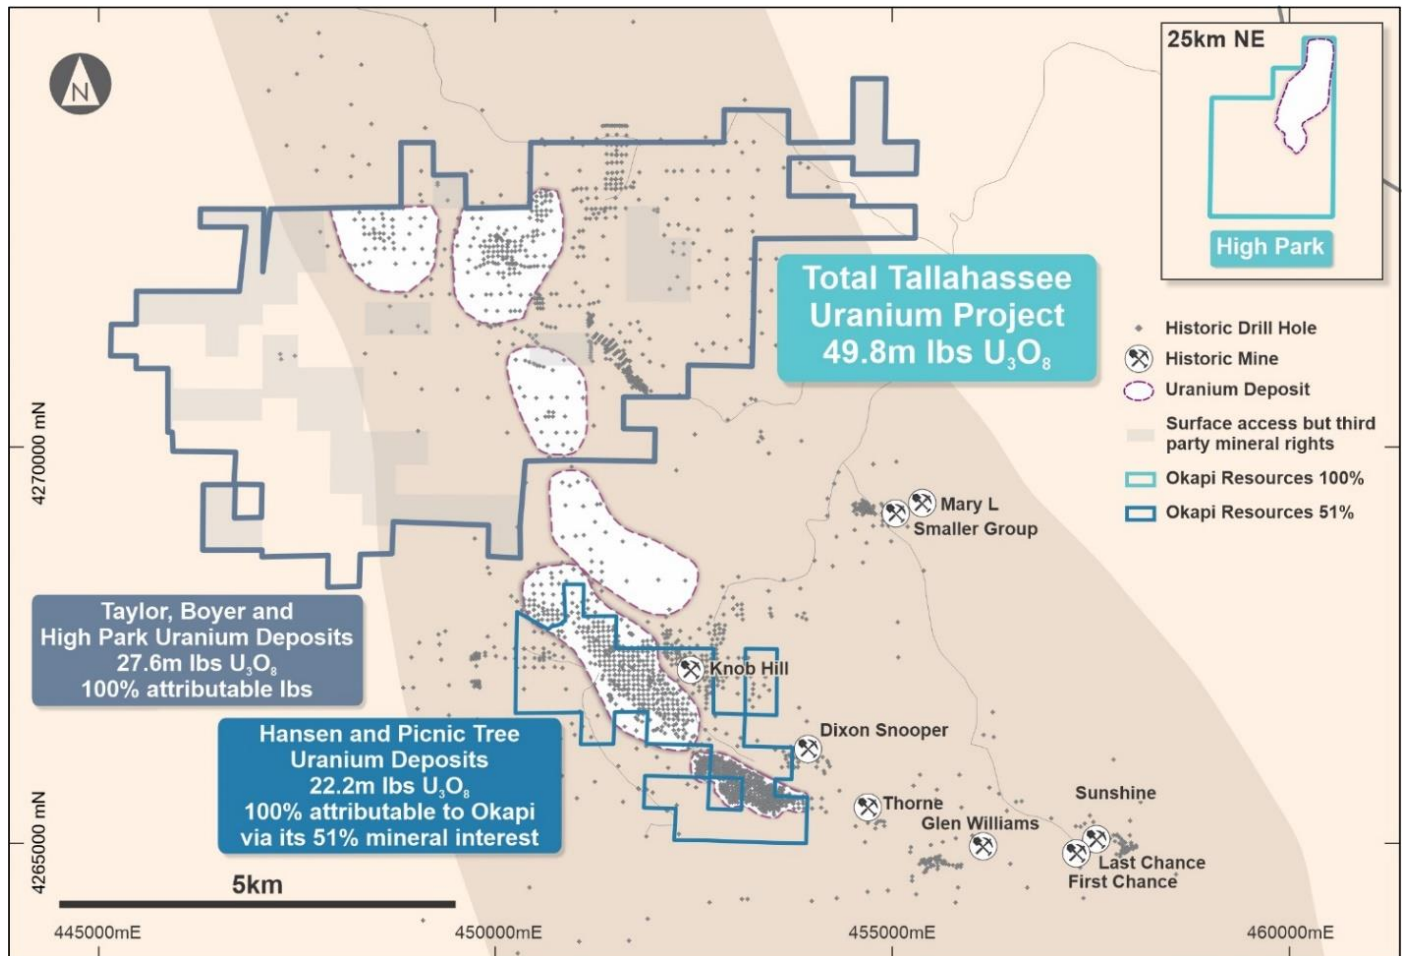 N
25km NE
High Park
Total Tallahassee
Uranium Project
49.8m lbs U₃O₈
Historic Drill Hole
Historic Mine
Uranium Deposit
Surface access but third
party mineral rights
Okapi Resources 100%
Okapi Resources 51%
4270000 mN
Mary L
Smaller Group
Taylor, Boyer and
High Park Uranium Deposits
27.6m lbs U₃O₈
100% attributable lbs
Knob Hill
Hansen and Picnic Tree
Uranium Deposits
22.2m lbs U₃O₈
100% attributable to Okapi
via its 51% mineral interest
Dixon Snooper
Thorne
Glen Williams
Sunshine
Last Chance
First Chance
4265000 mN
5km
445000mE
450000mE
455000mE
460000mE